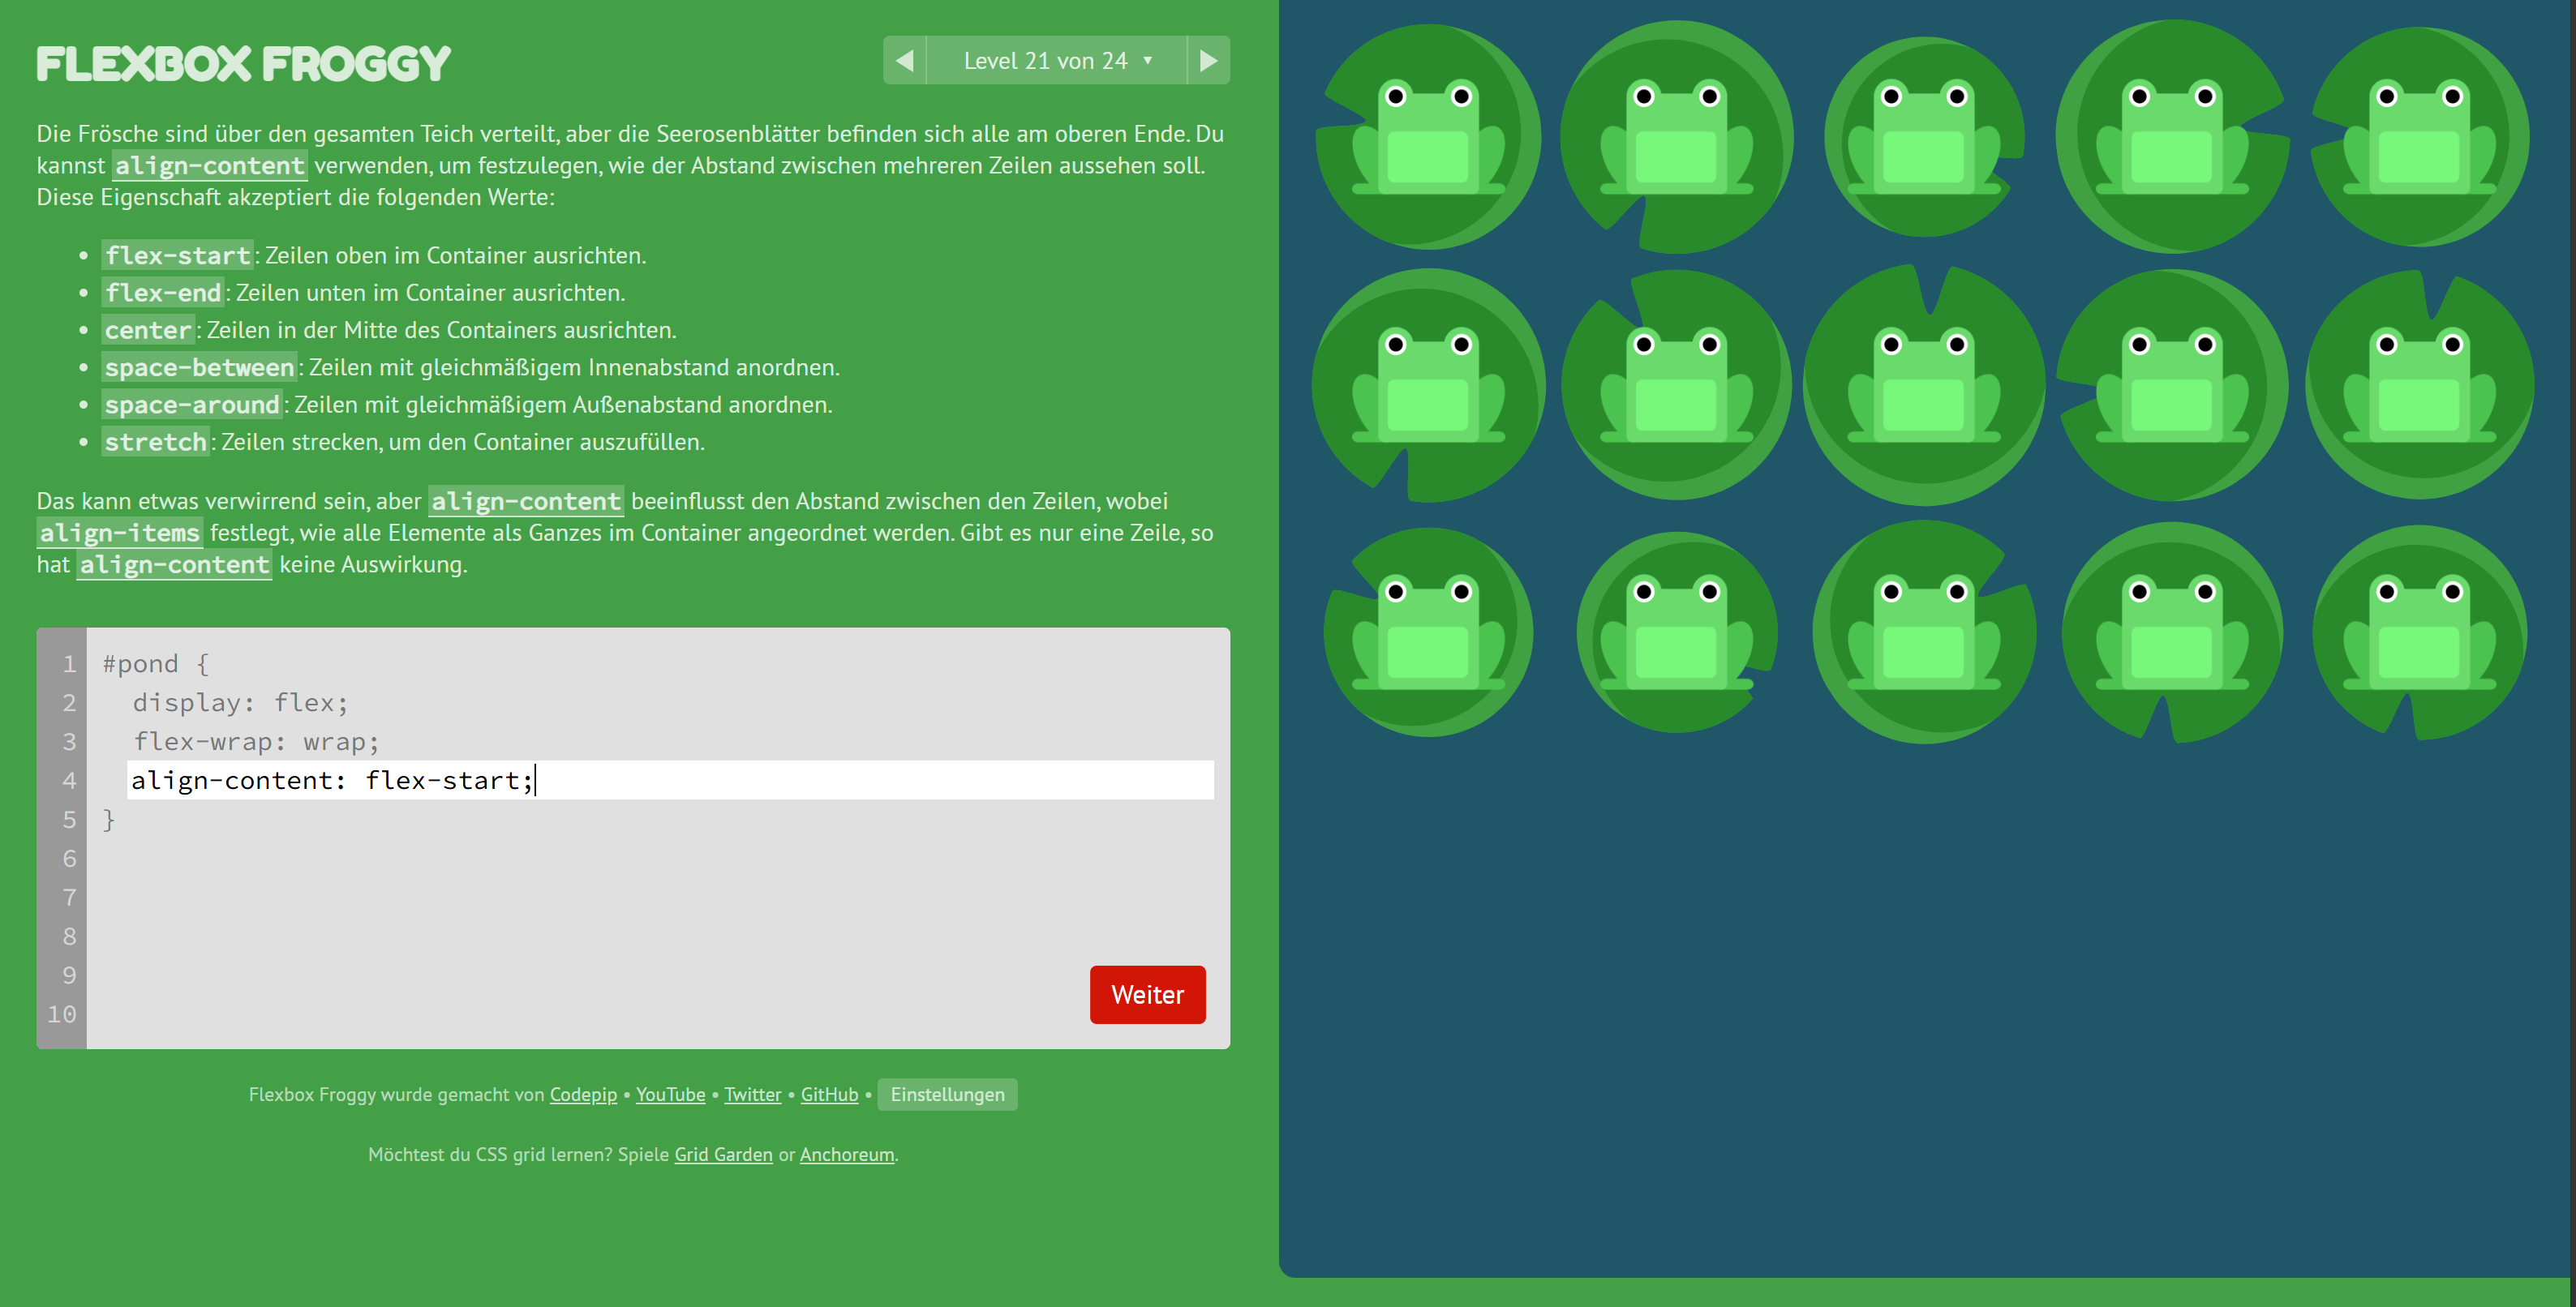 FLEXBOX FROGGY
Level 21 von 24
Die Frösche sind über den gesamten Teich verteilt, aber die Seerosenblätter befinden sich alle am oberen Ende. Du
kannst align-content verwenden, um festzulegen, wie der Abstand zwischen mehreren Zeilen aussehen soll.
Diese Eigenschaft akzeptiert die folgenden Werte:
• flex-start: Zeilen oben im Container ausrichten.
• flex-end: Zeilen unten im Container ausrichten.
• center: Zeilen in der Mitte des Containers ausrichten.
• space-between: Zeilen mit gleichmäßigem Innenabstand anordnen.
• space-around: Zeilen mit gleichmäßigem Außenabstand anordnen.
• stretch: Zeilen strecken, um den Container auszufüllen.
Das kann etwas verwirrend sein, aber align-content beeinflusst den Abstand zwischen den Zeilen, wobei
align-items festlegt, wie alle Elemente als Ganzes im Container angeordnet werden. Gibt es nur eine Zeile, so
hat align-content keine Auswirkung.
1 #pond {
2 display: flex;
3 flex-wrap: wrap;
4 align-content: flex-start;
5 }
6
7
8
9
10
Weiter
Flexbox Froggy wurde gemacht von Codepip • YouTube • Twitter • GitHub • Einstellungen
Möchtest du CSS grid lernen? Spiele Grid Garden or Anchoreum.